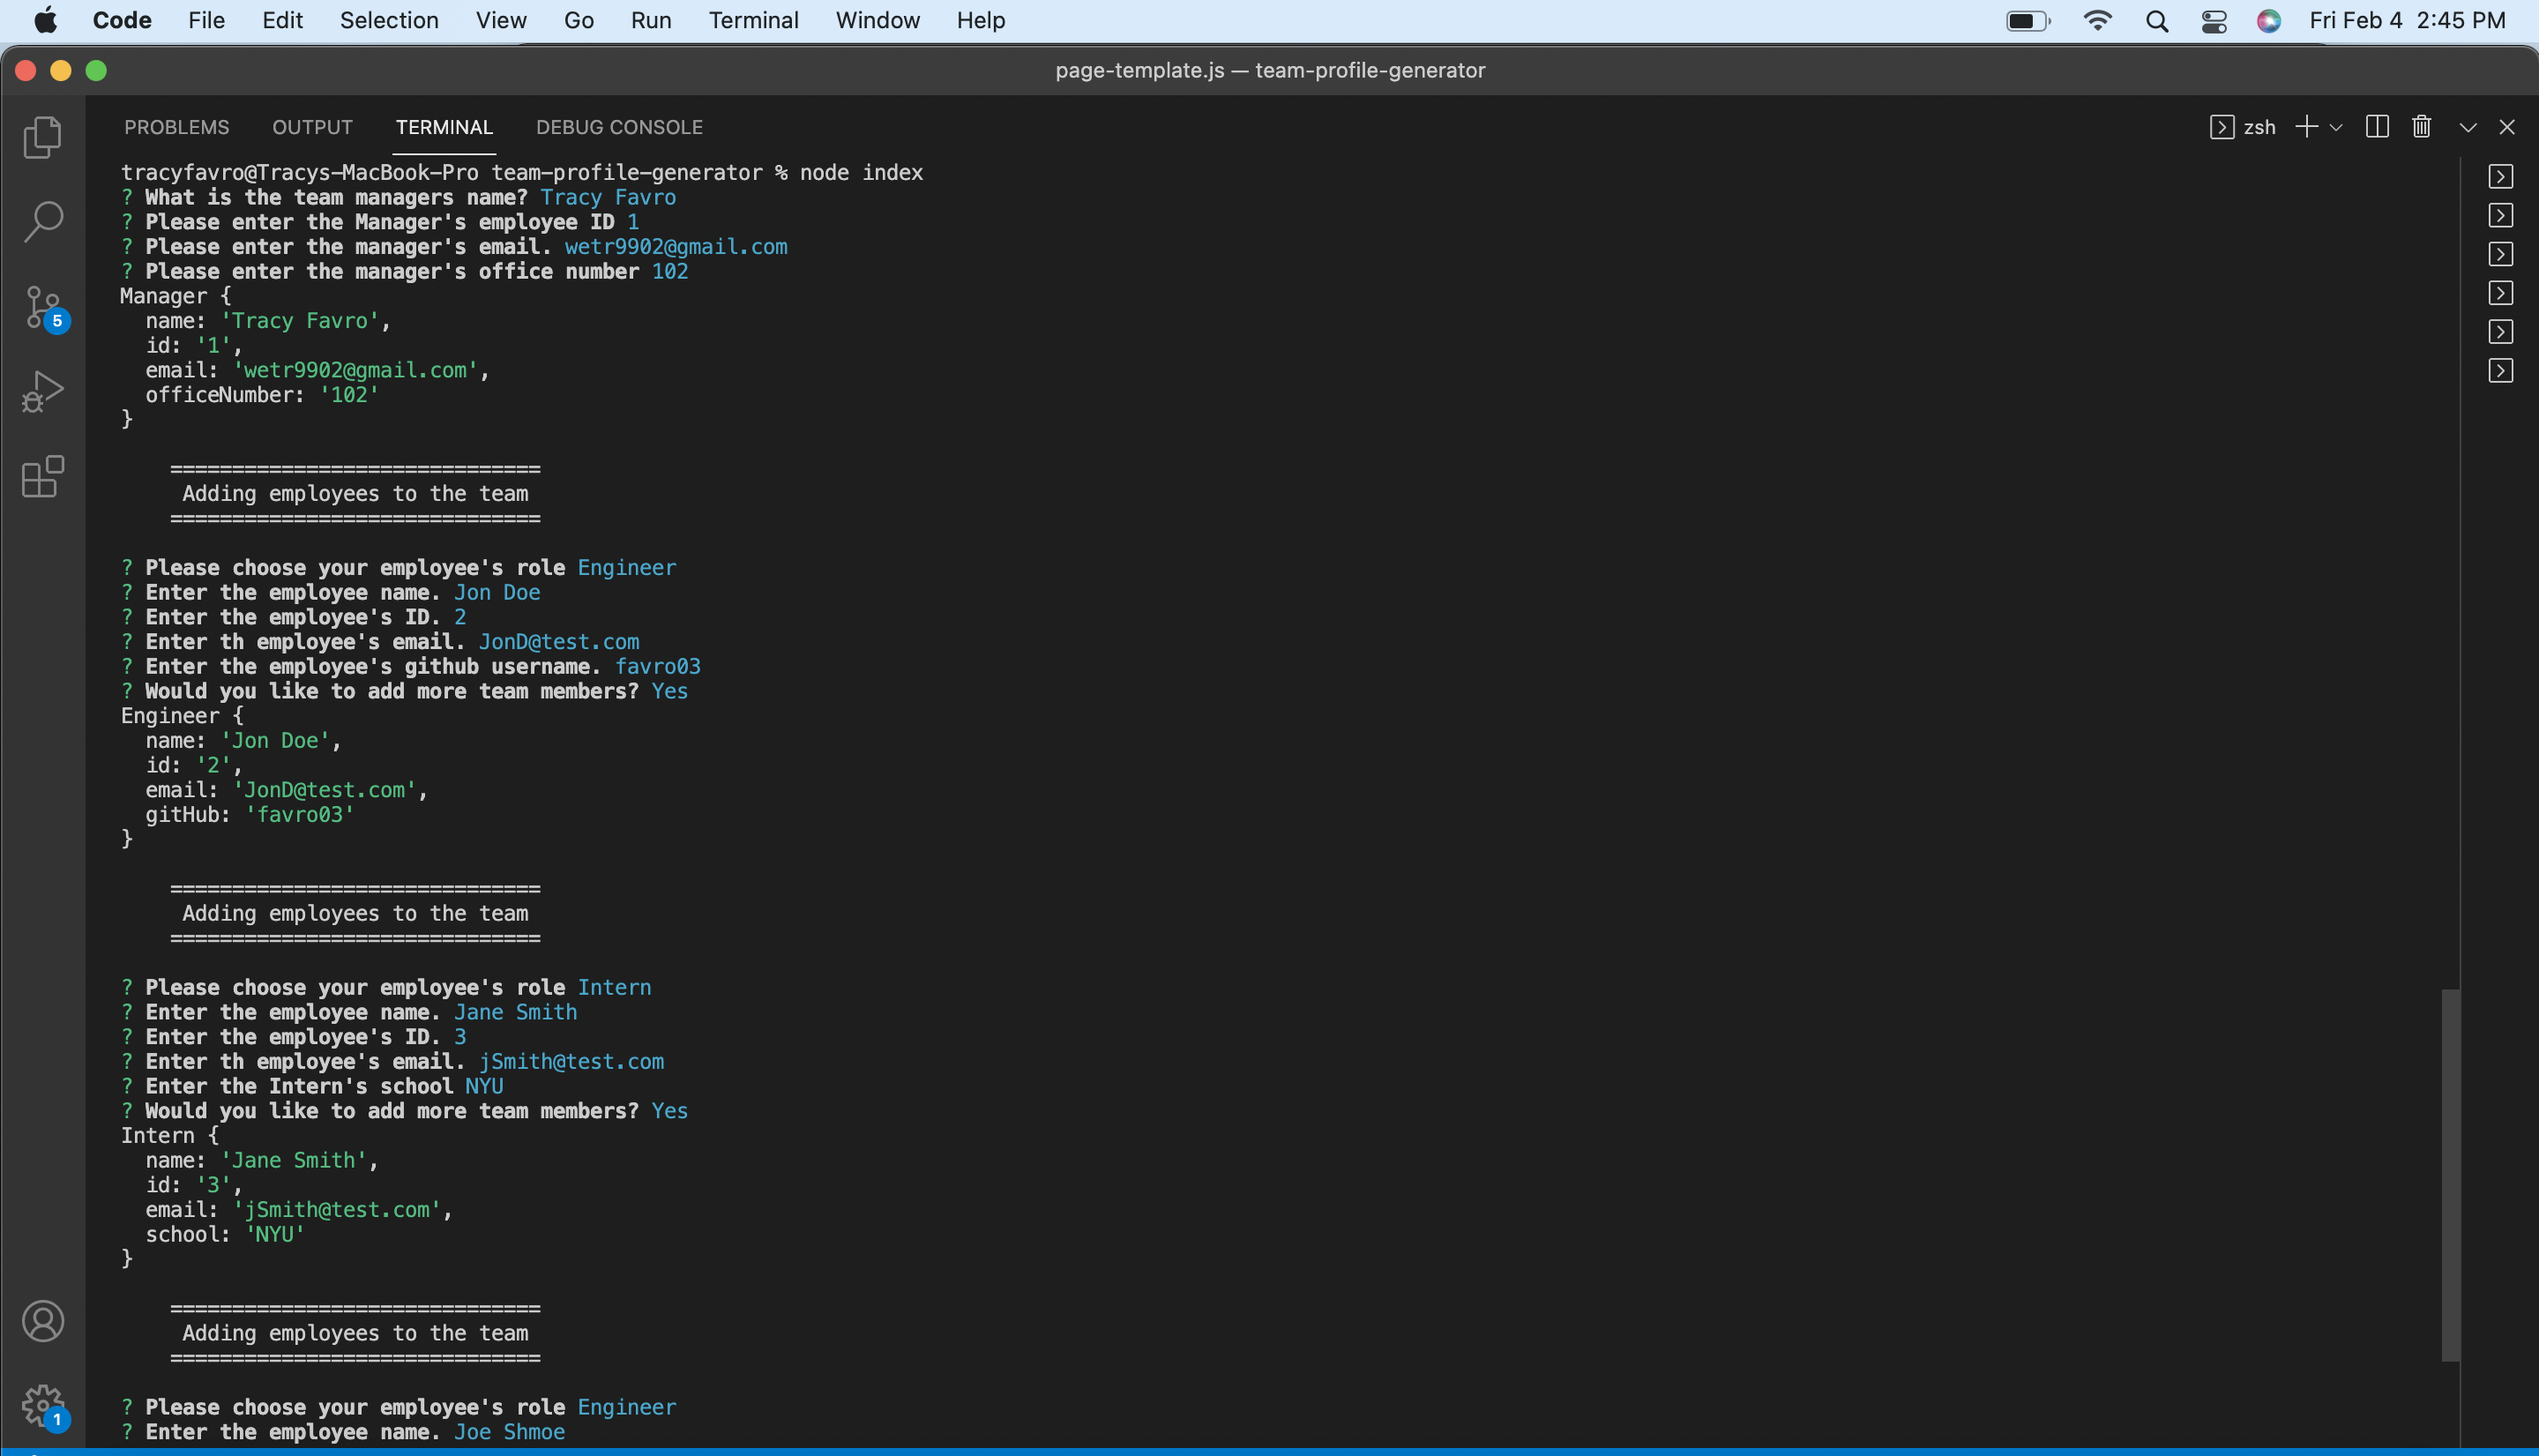 Code File Edit Selection View Go Run Terminal Window Help Fri Feb 4 2:45 PM
page-template.js — team-profile-generator
PROBLEMS OUTPUT TERMINAL DEBUG CONSOLE zsh
tracyfavro@Tracys-MacBook-Pro team-profile-generator % node index
? What is the team managers name? Tracy Favro
? Please enter the Manager's employee ID 1
? Please enter the manager's email. wetr9902@gmail.com
? Please enter the manager's office number 102
Manager {
  name: 'Tracy Favro',
  id: '1',
  email: 'wetr9902@gmail.com',
  officeNumber: '102'
}
==============================
Adding employees to the team
==============================
? Please choose your employee's role Engineer
? Enter the employee name. Jon Doe
? Enter the employee's ID. 2
? Enter th employee's email. JonD@test.com
? Enter the employee's github username. favro03
? Would you like to add more team members? Yes
Engineer {
  name: 'Jon Doe',
  id: '2',
  email: 'JonD@test.com',
  gitHub: 'favro03'
}
==============================
Adding employees to the team
==============================
? Please choose your employee's role Intern
? Enter the employee name. Jane Smith
? Enter the employee's ID. 3
? Enter th employee's email. jSmith@test.com
? Enter the Intern's school NYU
? Would you like to add more team members? Yes
Intern {
  name: 'Jane Smith',
  id: '3',
  email: 'jSmith@test.com',
  school: 'NYU'
}
==============================
Adding employees to the team
==============================
? Please choose your employee's role Engineer
? Enter the employee name. Joe Shmoe
5
1